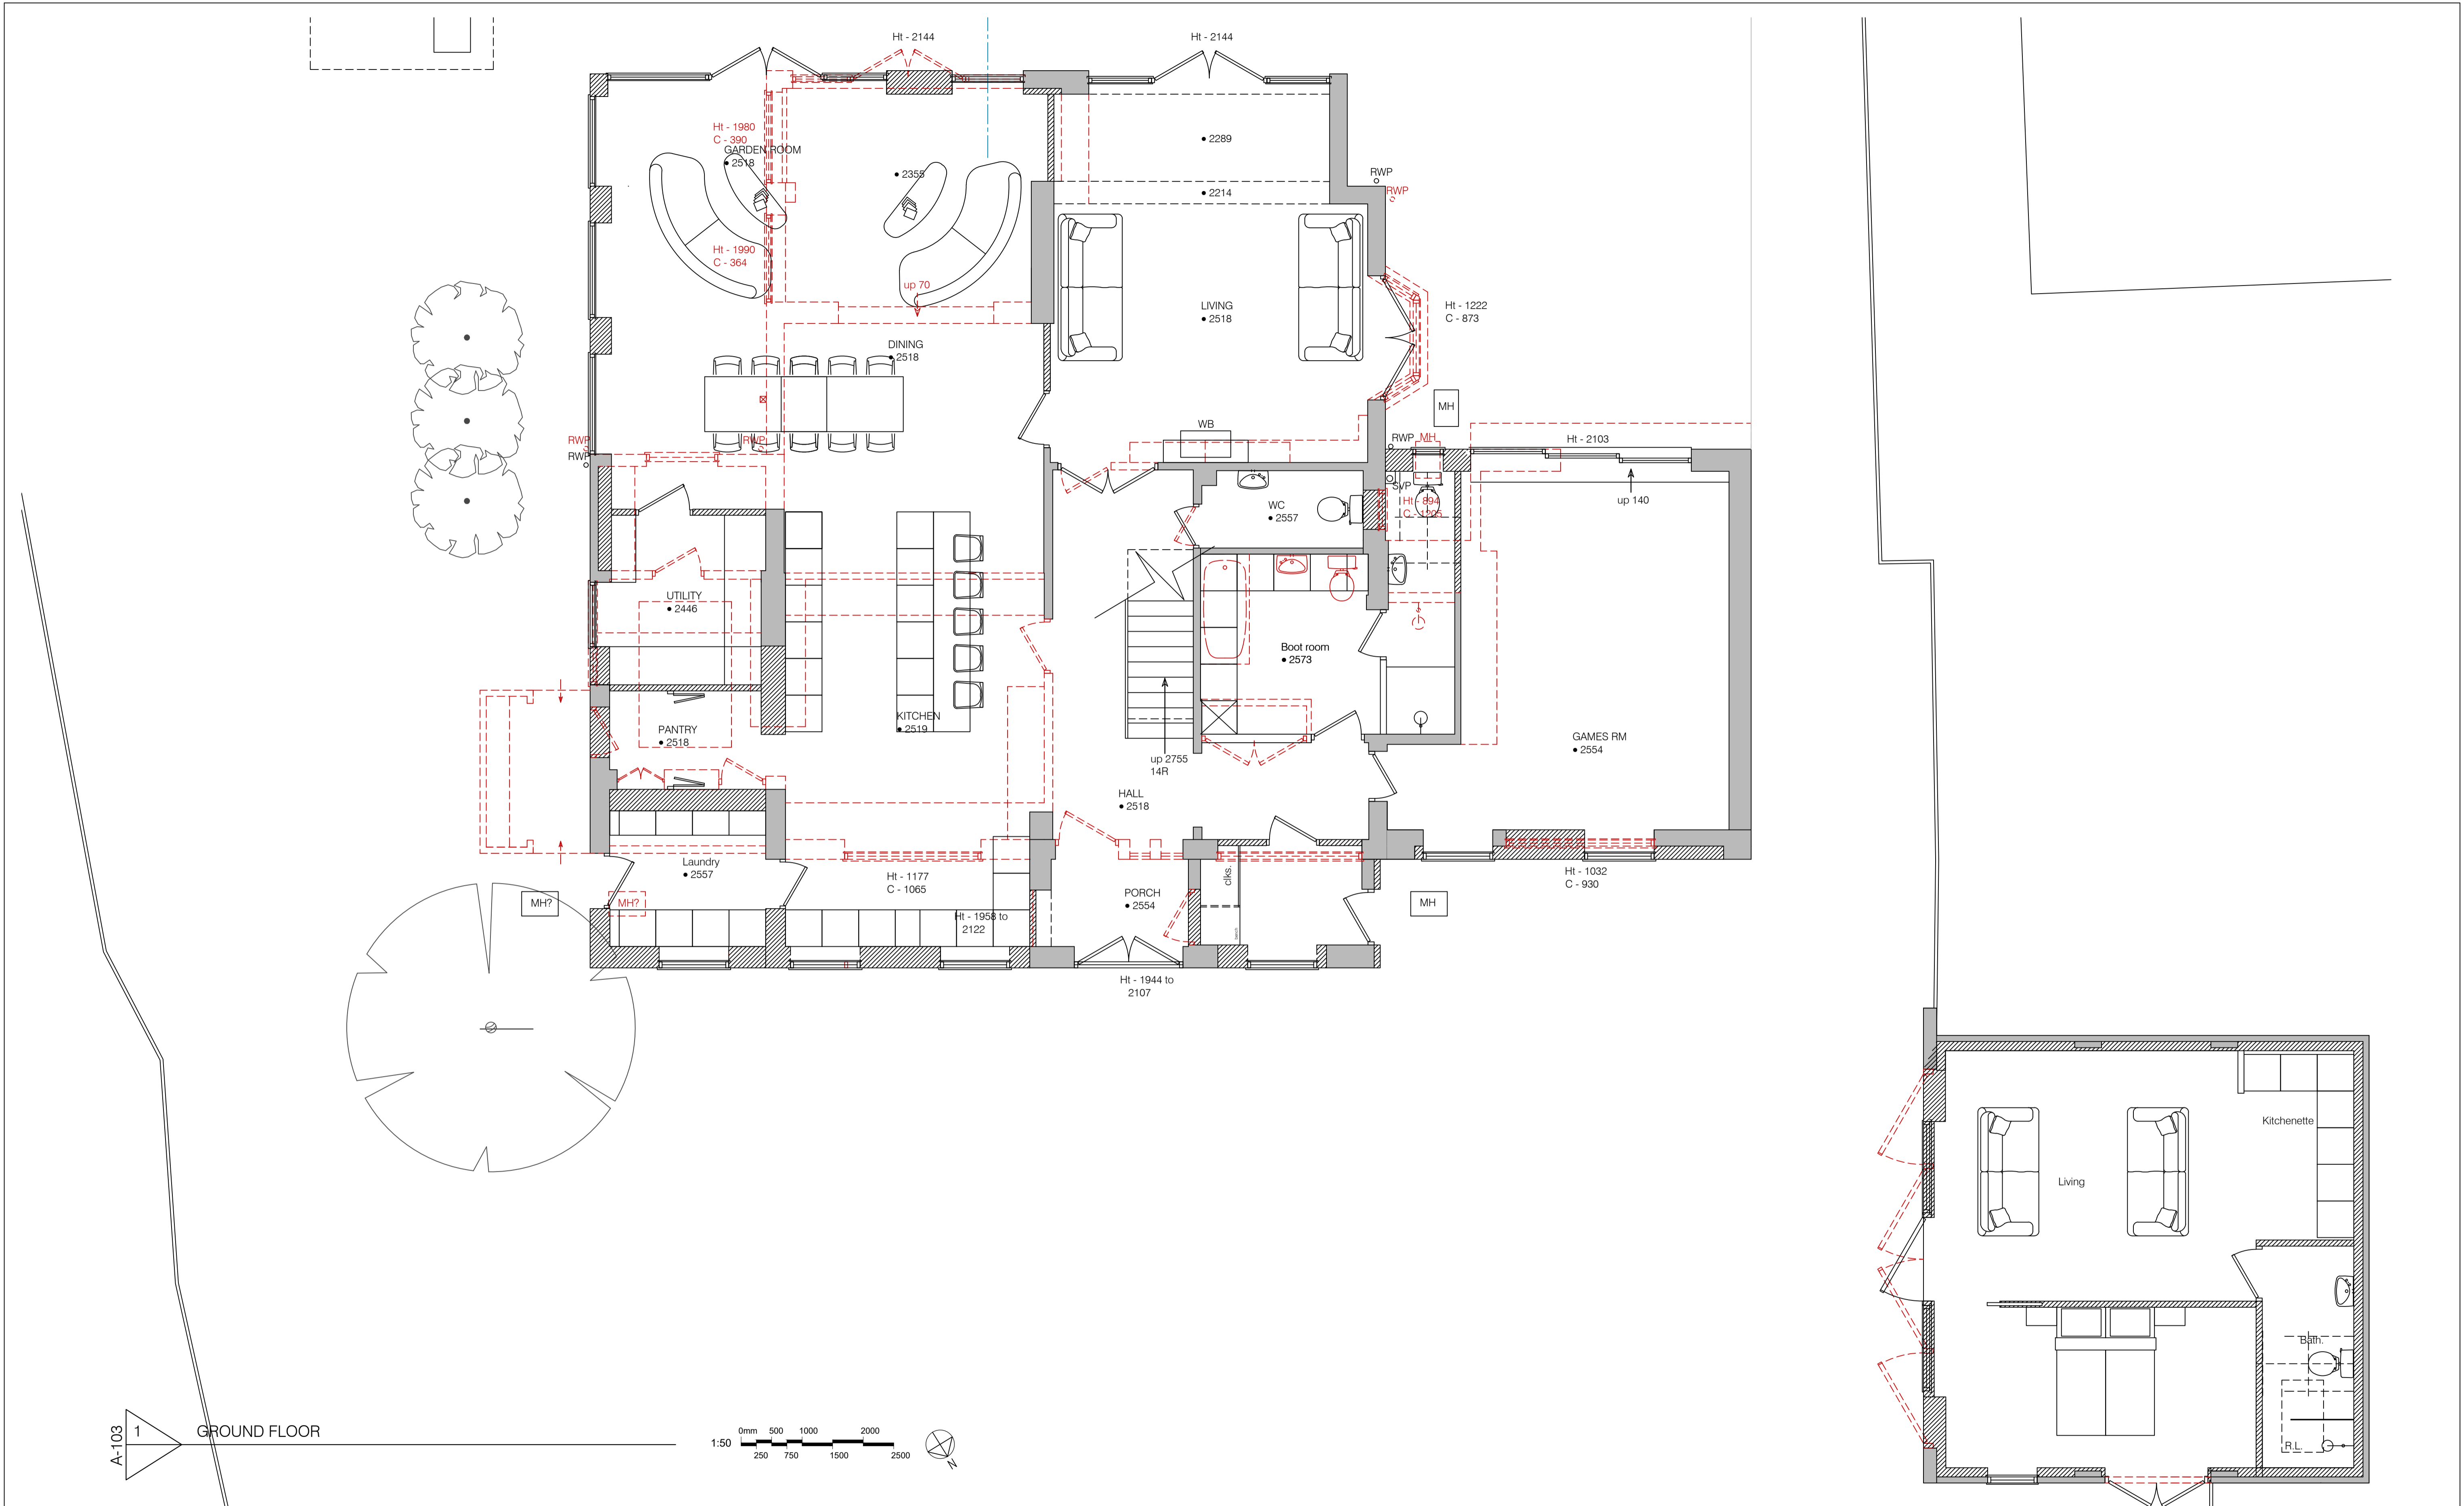 Ht - 2144
Ht - 2144
Ht - 1980
C - 390
GARDEN ROOM
• 2518
• 2355
• 2289
• 2214
RWP
RWP
Ht - 1990
C - 364
up 70
LIVING
• 2518
Ht - 1222
C - 873
DINING
• 2518
MH
WB
RWP
RWP
RWP
RWP
MH
Ht - 2103
SVP
Ht - 894
C - 1205
up 140
WC
• 2557
UTILITY
• 2446
Boot room
• 2573
KITCHEN
• 2519
PANTRY
• 2518
GAMES RM
• 2554
up 2755
14R
HALL
• 2518
Laundry
• 2557
Ht - 1177
C - 1065
clks.
Ht - 1032
C - 930
MH?
MH?
PORCH
• 2554
MH
Ht - 1958 to
2122
bench
Ht - 1944 to
2107
Kitchenette
Living
Bath.
R.L.
A-103
1
GROUND FLOOR
1:50
0mm 500 1000 2000
250 750 1500 2500
N